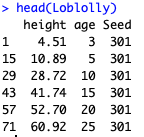 > head(Loblolly)
   height age Seed
1    4.51   3  301
15  10.89   5  301
29  28.72  10  301
43  41.74  15  301
57  52.70  20  301
71  60.92  25  301